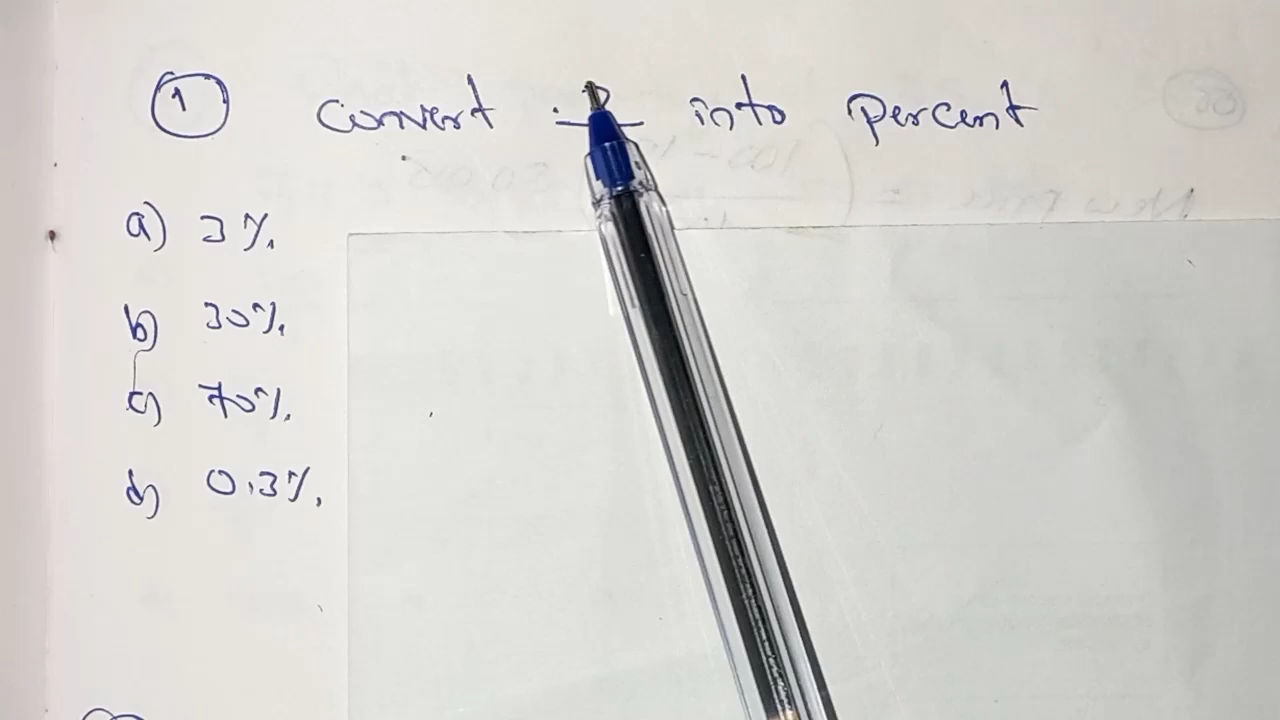 1 convert into percent
a) 3%.
b) 30%.
c) 70%.
d) 0.3%.